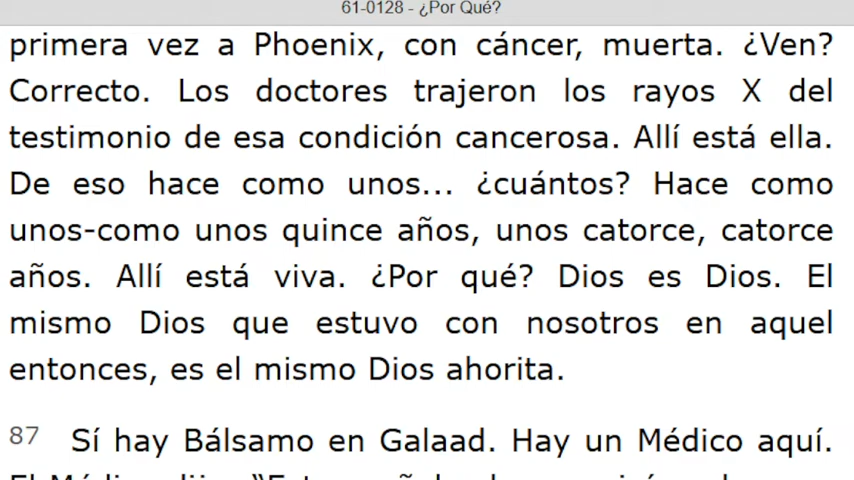 61-0128 - ¿Por Qué?
primera vez a Phoenix, con cáncer, muerta. ¿Ven?
Correcto. Los doctores trajeron los rayos X del
testimonio de esa condición cancerosa. Allí está ella.
De eso hace como unos... ¿cuántos? Hace como
unos-como unos quince años, unos catorce, catorce
años. Allí está viva. ¿Por qué? Dios es Dios. El
mismo Dios que estuvo con nosotros en aquel
entonces, es el mismo Dios ahorita.
87 Sí hay Bálsamo en Galaad. Hay un Médico aquí.